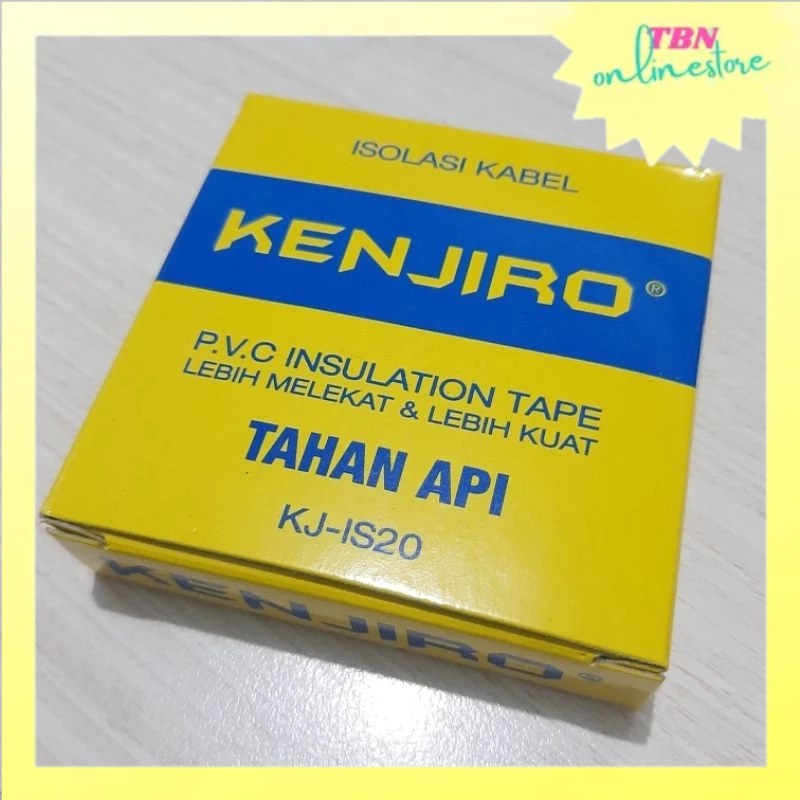 TBN
onlinestore
ISOLASI KABEL
KENJIRO®
P.V.C INSULATION TAPE
LEBIH MELEKAT & LEBIH KUAT
TAHAN API
KJ-IS20
KENJIRO®